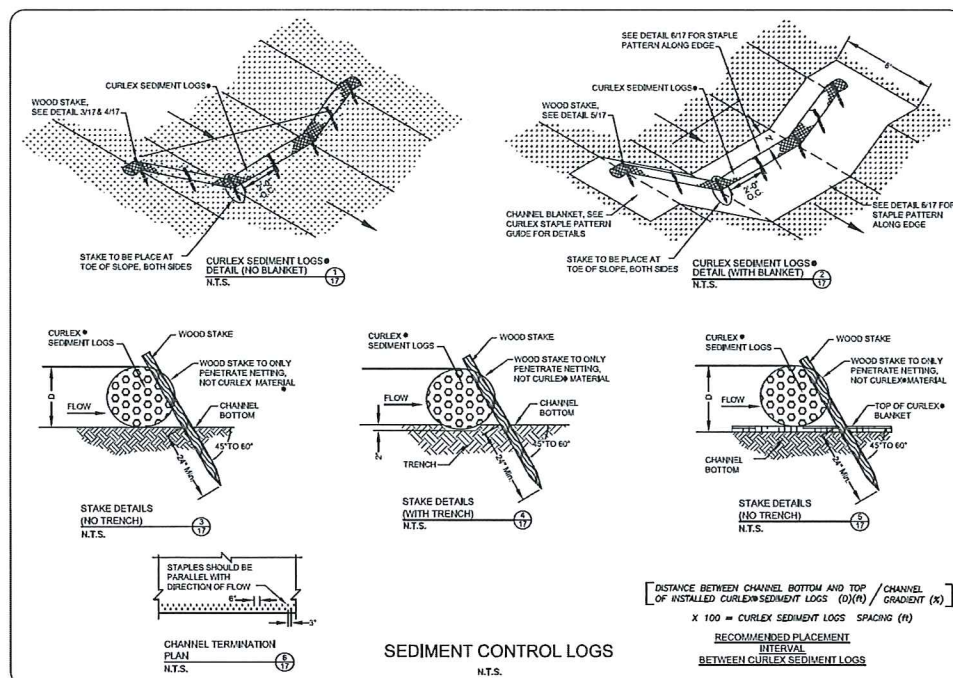 CURLEX SEDIMENT LOGS®
WOOD STAKE,
SEE DETAIL 3/17 & 4/17
2'-0"
O.C.
STAKE TO BE PLACE AT
TOE OF SLOPE, BOTH SIDES
CURLEX SEDIMENT LOGS®
DETAIL (NO BLANKET)
N.T.S.
1
17
SEE DETAIL 6/17 FOR STAPLE
PATTERN ALONG EDGE
6'
CURLEX SEDIMENT LOGS®
WOOD STAKE,
SEE DETAIL 5/17
2'-0"
O.C.
CHANNEL BLANKET, SEE
CURLEX STAPLE PATTERN
GUIDE FOR DETAILS
SEE DETAIL 6/17 FOR
STAPLE PATTERN
ALONG EDGE
STAKE TO BE PLACE AT
TOE OF SLOPE, BOTH SIDES
CURLEX SEDIMENT LOGS®
DETAIL (WITH BLANKET)
N.T.S.
2
17
CURLEX®
SEDIMENT LOGS
WOOD STAKE
WOOD STAKE TO ONLY
PENETRATE NETTING,
NOT CURLEX MATERIAL
®
D
FLOW
CHANNEL
BOTTOM
45° TO 60°
24" Min.
STAKE DETAILS
(NO TRENCH)
N.T.S.
3
17
CURLEX®
SEDIMENT LOGS
WOOD STAKE
WOOD STAKE TO ONLY
PENETRATE NETTING,
NOT CURLEX® MATERIAL
FLOW
CHANNEL
BOTTOM
2"
TRENCH
45° TO 60°
24" Min.
STAKE DETAILS
(WITH TRENCH)
N.T.S.
4
17
CURLEX®
SEDIMENT LOGS
WOOD STAKE
WOOD STAKE TO ONLY
PENETRATE NETTING,
NOT CURLEX® MATERIAL
D
FLOW
TOP OF CURLEX®
BLANKET
CHANNEL
BOTTOM
45° TO 60°
24" Min.
STAKE DETAILS
(NO TRENCH)
N.T.S.
5
17
STAPLES SHOULD BE
PARALLEL WITH
DIRECTION OF FLOW
6"
3"
CHANNEL TERMINATION
PLAN
N.T.S.
6
17
SEDIMENT CONTROL LOGS
N.T.S.
[DISTANCE BETWEEN CHANNEL BOTTOM AND TOP
OF INSTALLED CURLEX® SEDIMENT LOGS (D)(ft) / CHANNEL
GRADIENT (%)]
X 100 = CURLEX SEDIMENT LOGS SPACING (ft)
RECOMMENDED PLACEMENT
INTERVAL
BETWEEN CURLEX SEDIMENT LOGS